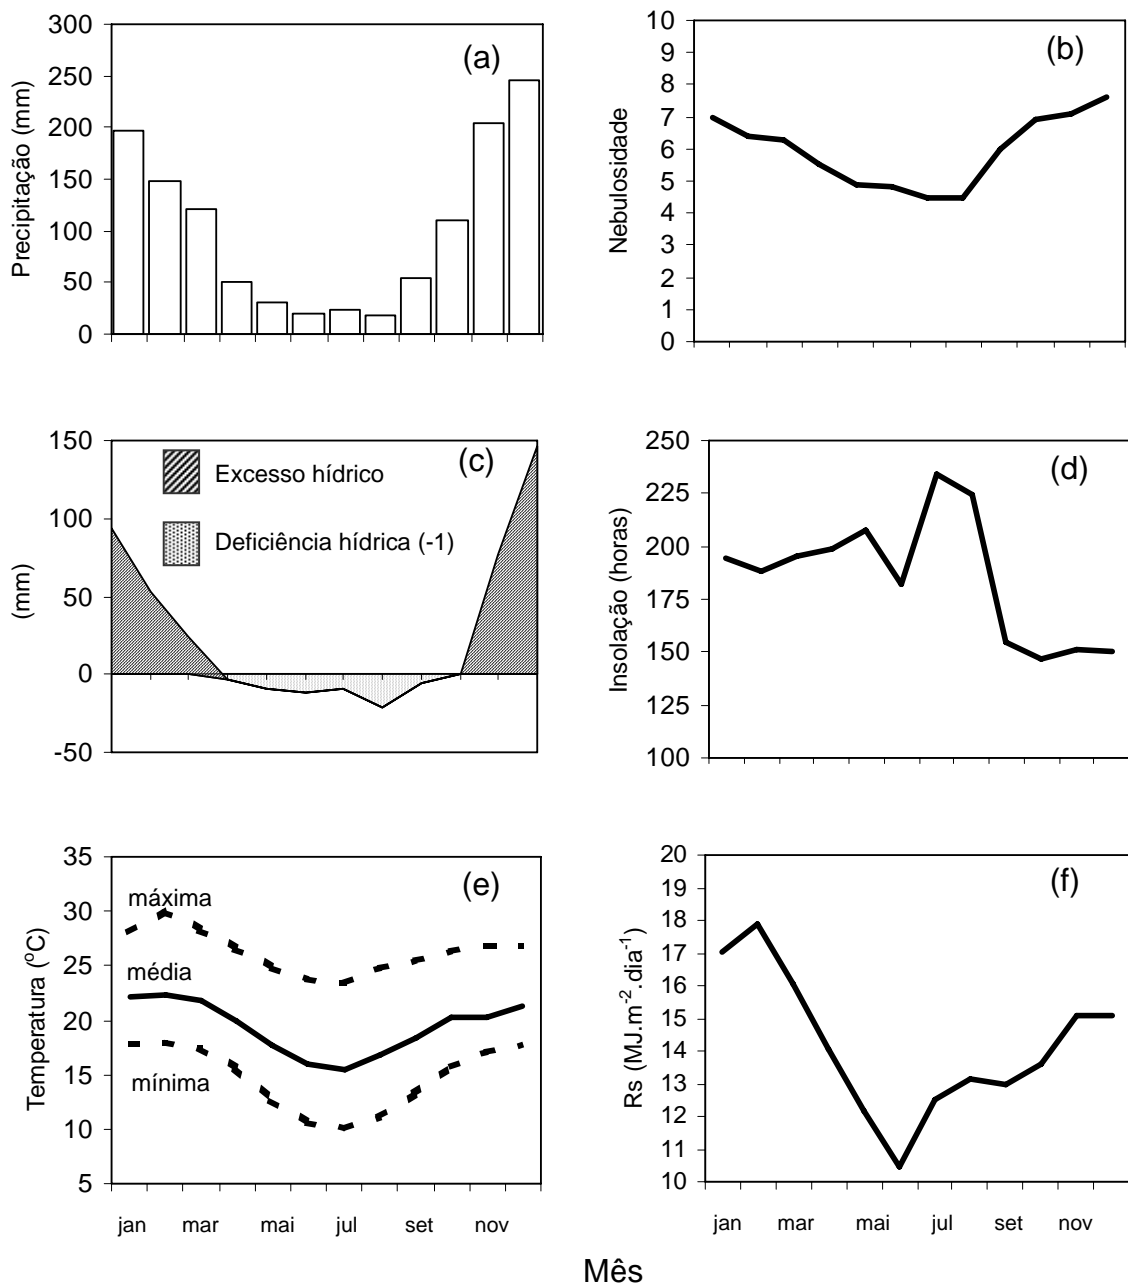 (a)
Precipitação (mm)
300
250
200
150
100
50
0
(b)
Nebulosidade
10
9
8
7
6
5
4
3
2
1
0
(c)
(mm)
150
100
50
0
-50
Excesso hídrico
Deficiência hídrica (-1)
(d)
Insolação (horas)
250
225
200
175
150
125
100
(e)
Temperatura (ºC)
35
30
25
20
15
10
5
máxima
média
mínima
jan mar mai jul set nov
(f)
Rs (MJ.m-2.dia-1)
20
19
18
17
16
15
14
13
12
11
10
jan mar mai jul set nov
Mês